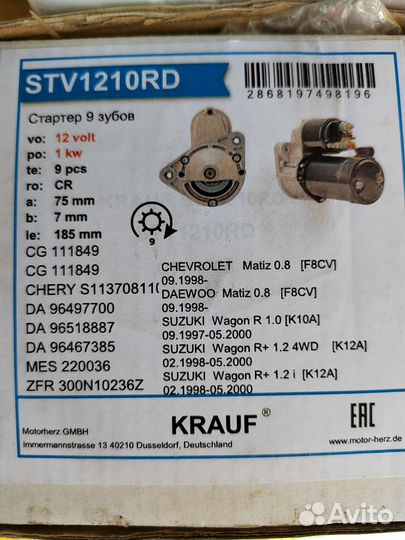 STV1210RD
2868197498196
Стартер 9 зубов
vo: 12 volt
po: 1 kw
te: 9 pcs
ro: CR
a: 75 mm
b: 7 mm
le: 185 mm
9
CG 111849
CG 111849
CHERY S11370811
DA 96497700
DA 96518887
DA 96467385
MES 220036
ZFR 300N10236Z
CHEVROLET Matiz 0.8 [F8CV]
09.1998-
DAEWOO Matiz 0.8 [F8CV]
09.1998-
SUZUKI Wagon R 1.0 [K10A]
09.1997-05.2000
SUZUKI Wagon R+ 1.2 4WD [K12A]
02.1998-05.2000
SUZUKI Wagon R+ 1.2 i [K12A]
02.1998-05.2000
Motorherz GMBH
Immermannstrasse 13 40210 Dusseldorf, Deutschland
KRAUF®
EAC
www.motor-herz.com
Avito